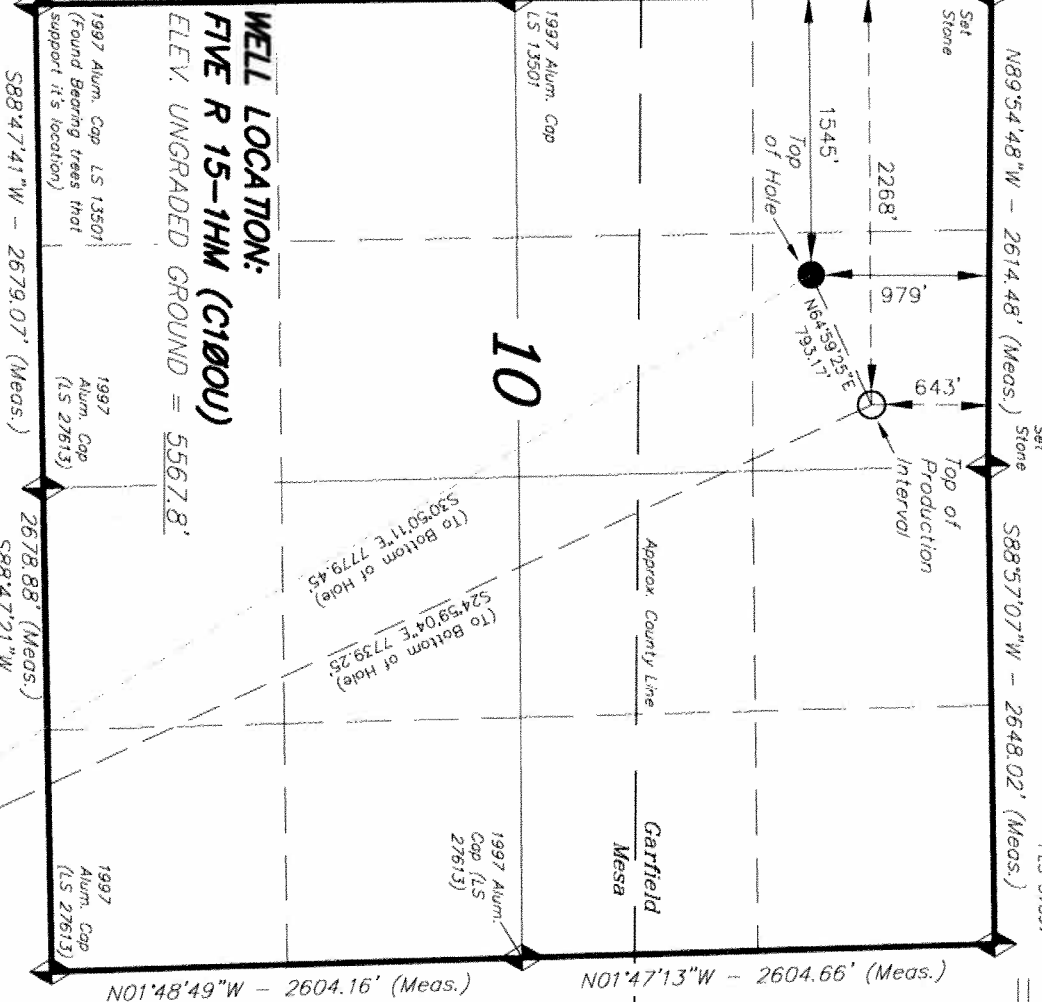 N89°54'48"W - 2614.48' (Meas.)
S88°57'07"W - 2648.02' (Meas.)
Set
Stone
Set
Stone
1545'
2268'
Top
of Hole
979'
643'
N64°59'25"E
793.17'
Top of
Production
Interval
Approx. County Line
Garfield
Mesa
1997 Alum. Cap
LS 13501
10
S30°50'11"E 7779.45'
(To Bottom of Hole)
S24°59'04"E 7739.25'
(To Bottom of Hole)
1997 Alum.
Cap (LS
27613)
WELL LOCATION:
FIVE R 15-1HM (C10OU)
ELEV. UNGRADED GROUND = 5567.8'
1997 Alum. Cap LS 13501
(Found Bearing trees that
support it's location)
1997
Alum. Cap
(LS 27613)
1997
Alum. Cap
(LS 27613)
S88°47'41"W - 2679.07' (Meas.)
2678.88' (Meas.)
S88°47'21"W
N01°48'49"W - 2604.16' (Meas.)
N01°47'13"W - 2604.66' (Meas.)